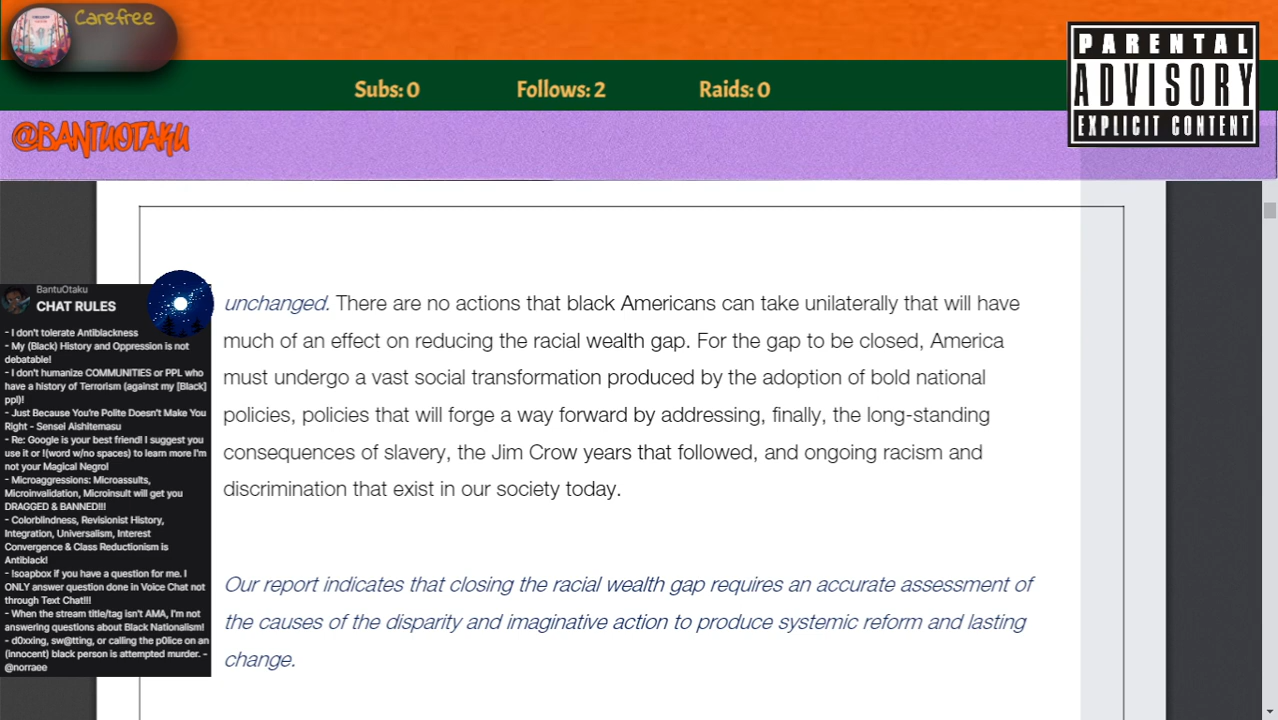 Carefree
Subs: 0
Follows: 2
Raids: 0
PARENTAL
ADVISORY
EXPLICIT CONTENT
@BANTUOTAKU
unchanged. There are no actions that black Americans can take unilaterally that will have
much of an effect on reducing the racial wealth gap. For the gap to be closed, America
must undergo a vast social transformation produced by the adoption of bold national
policies, policies that will forge a way forward by addressing, finally, the long-standing
consequences of slavery, the Jim Crow years that followed, and ongoing racism and
discrimination that exist in our society today.
Our report indicates that closing the racial wealth gap requires an accurate assessment of
the causes of the disparity and imaginative action to produce systemic reform and lasting
change.
BantuOtaku
CHAT RULES
- I don't tolerate Antiblackness
- My (Black) History and Oppression is not
debatable!
- I don't humanize COMMUNITIES or PPL who
have a history of Terrorism (against my [Black]
ppl)!
- Just Because You're Polite Doesn't Make You
Right - Sensei Aishitemasu
- Re: Google is your best friend! I suggest you
use it or !(word w/no spaces) to learn more I'm
not your Magical Negro!
- Microaggressions: Microassults,
Microinvalidation, Microinsult will get you
DRAGGED & BANNED!!!
- Colorblindness, Revisionist History,
Integration, Universalism, Interest
Convergence & Class Reductionism is
Antiblack!
- !soapbox if you have a question for me. I
ONLY answer question done in Voice Chat not
through Text Chat!!!
- When the stream title/tag isn't AMA, I'm not
answering questions about Black Nationalism!
- d0xxing, sw@tting, or calling the p0lice on an
(innocent) black person is attempted murder. -
@norraee